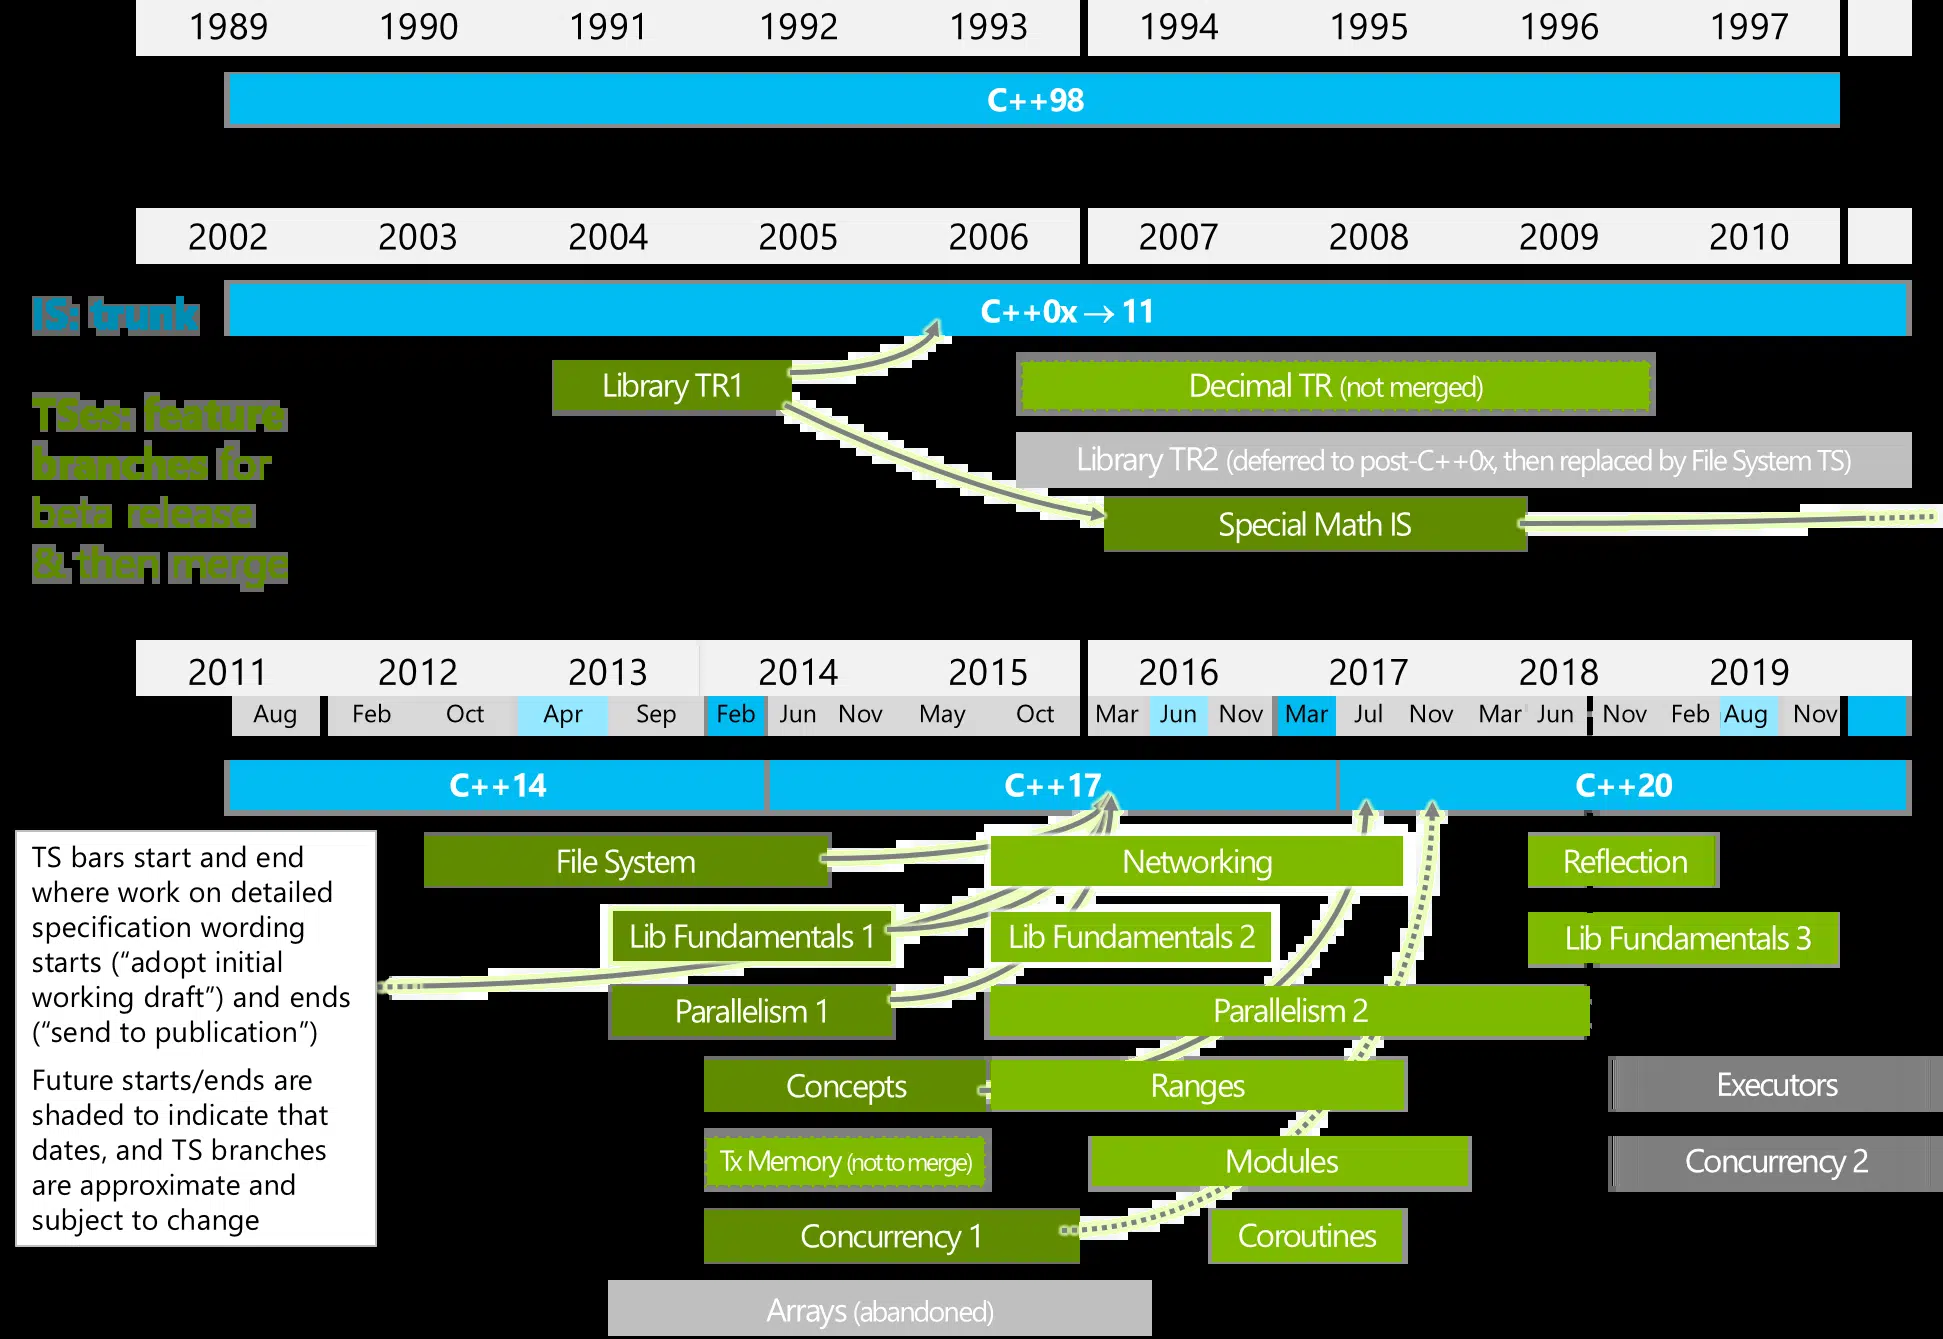 1989 1990 1991 1992 1993 1994 1995 1996 1997
C++98
2002 2003 2004 2005 2006 2007 2008 2009 2010
IS: trunk
C++0x → 11
TSes: feature
branches for
beta release
& then merge
Library TR1
Decimal TR (not merged)
Library TR2 (deferred to post-C++0x, then replaced by File System TS)
Special Math IS
2011 2012 2013 2014 2015 2016 2017 2018 2019
Aug Feb Oct Apr Sep Feb Jun Nov May Oct Mar Jun Nov Mar Jul Nov Mar Jun Nov Feb Aug Nov
C++14 C++17 C++20
TS bars start and end
where work on detailed
specification wording
starts (“adopt initial
working draft”) and ends
(“send to publication”)
Future starts/ends are
shaded to indicate that
dates, and TS branches
are approximate and
subject to change
File System Networking Reflection
Lib Fundamentals 1 Lib Fundamentals 2 Lib Fundamentals 3
Parallelism 1 Parallelism 2
Concepts Ranges Executors
Tx Memory (not to merge) Modules Concurrency 2
Concurrency 1 Coroutines
Arrays (abandoned)